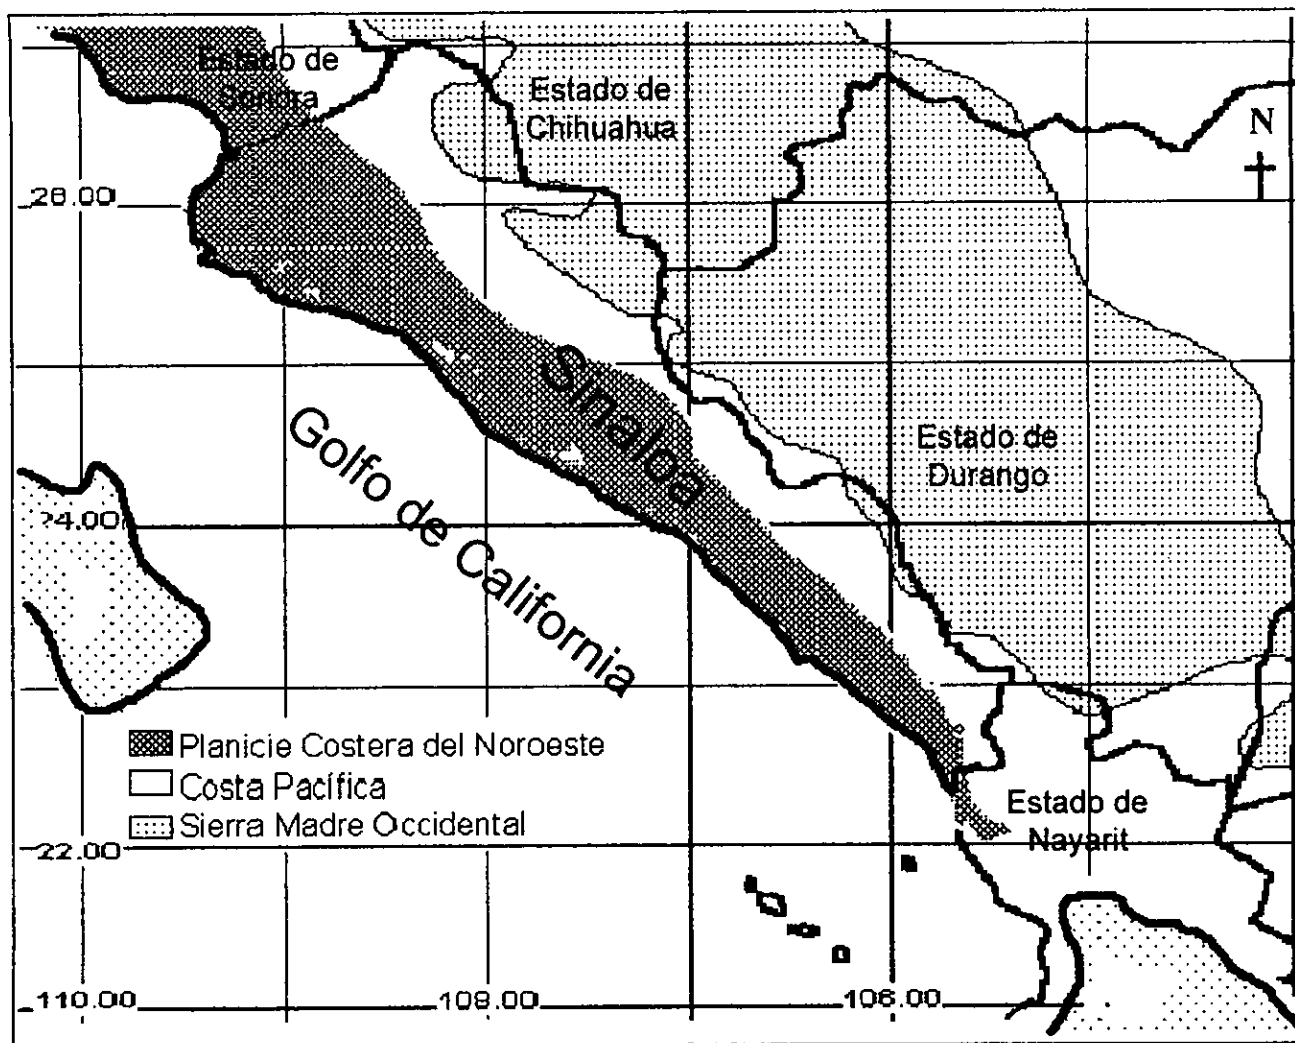 Estado de
Sonora
Estado de
Chihuahua
N
28.00
Sinaloa
Golfo de California
Estado de
Durango
24.00
Planicie Costera del Noroeste
Costa Pacífica
Sierra Madre Occidental
Estado de
Nayarit
22.00
110.00
108.00
106.00